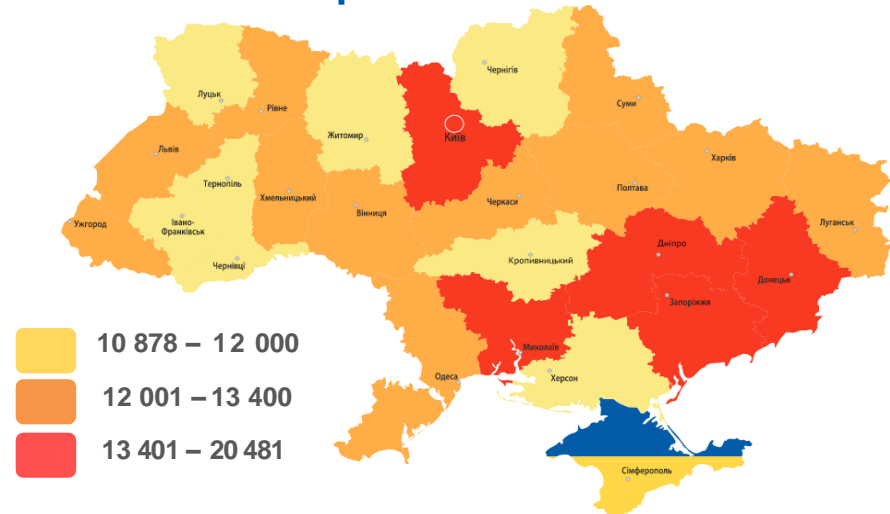 Чернігів
Луцьк
Рівне
Суми
Житомир
Київ
Львів
Харків
Тернопіль
Хмельницький
Полтава
Черкаси
Вінниця
Івано-
Франківськ
Ужгород
Луганськ
Дніпро
Кропивницький
Чернівці
Донецьк
Запоріжжя
10 878 – 12 000
Миколаїв
Одеса
Херсон
12 001 – 13 400
13 401 – 20 481
Сімферополь